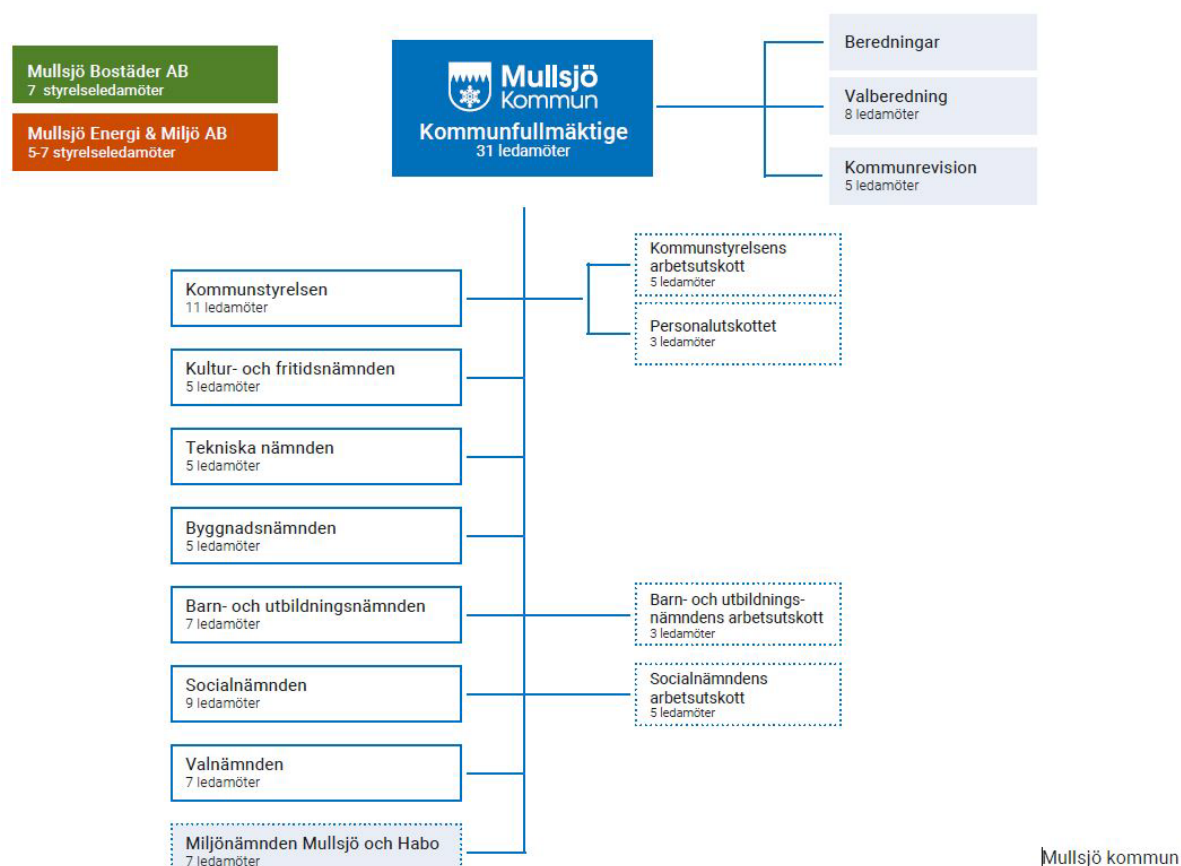 Mullsjö Bostäder AB
7 styrelseledamöter
Mullsjö Energi & Miljö AB
5-7 styrelseledamöter
Mullsjö
Kommun
Kommunfullmäktige
31 ledamöter
Beredningar
Valberedning
8 ledamöter
Kommunrevision
5 ledamöter
Kommunstyrelsen
11 ledamöter
Kommunstyrelsens
arbetsutskott
5 ledamöter
Personalutskottet
3 ledamöter
Kultur- och fritidsnämnden
5 ledamöter
Tekniska nämnden
5 ledamöter
Byggnadsnämnden
5 ledamöter
Barn- och utbildningsnämnden
7 ledamöter
Barn- och utbildnings-
nämndens arbetsutskott
3 ledamöter
Socialnämnden
9 ledamöter
Socialnämndens
arbetsutskott
5 ledamöter
Valnämnden
7 ledamöter
Miljönämnden Mullsjö och Habo
7 ledamöter
Mullsjö kommun